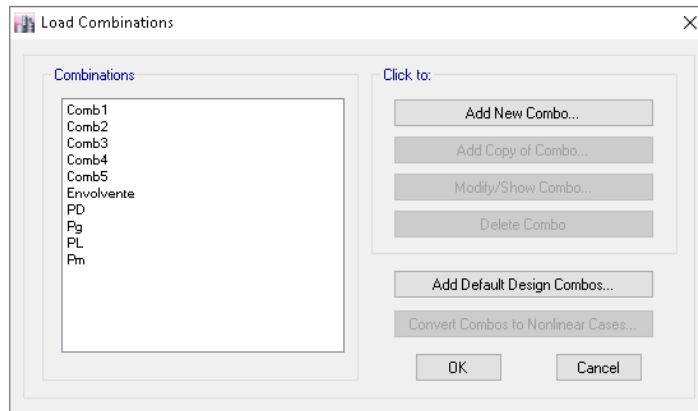 Load Combinations
Combinations
Comb1
Comb2
Comb3
Comb4
Comb5
Envolvente
PD
Pg
PL
Pm
Click to:
Add New Combo...
Add Copy of Combo...
Modify/Show Combo...
Delete Combo
Add Default Design Combos...
Convert Combos to Nonlinear Cases...
OK
Cancel